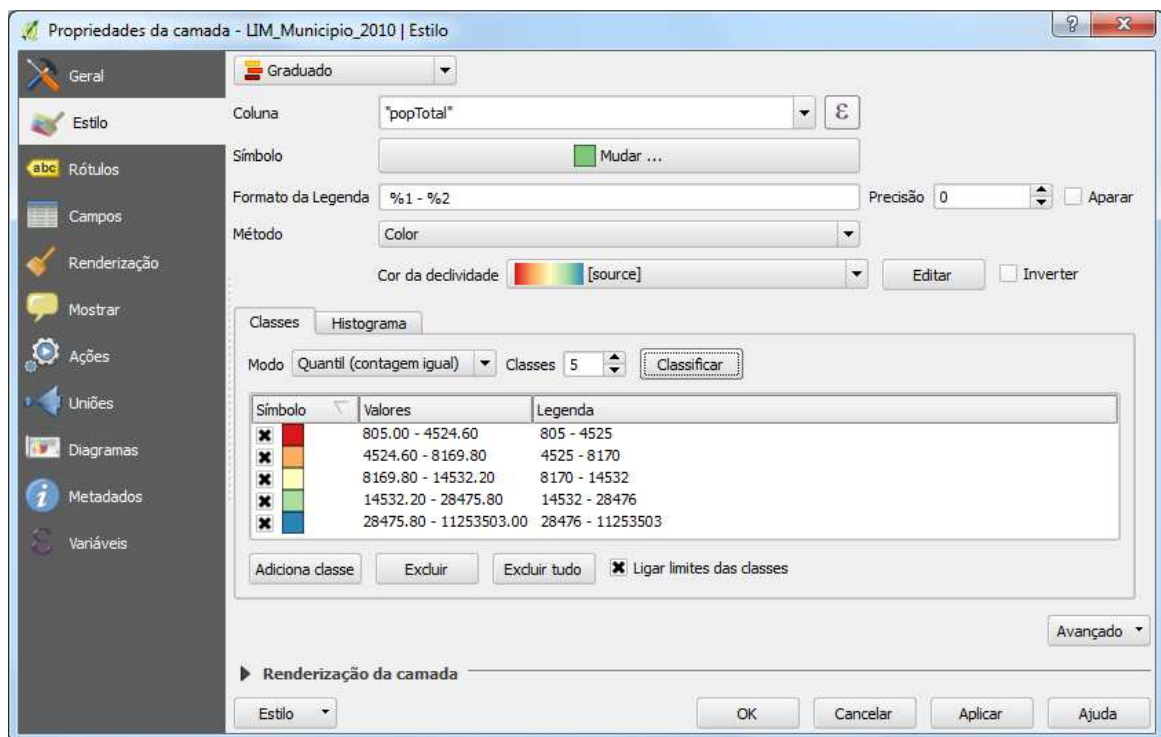 Propriedades da camada - LIM_Municipio_2010 | Estilo
Geral
Estilo
abc Rótulos
Campos
Renderização
Mostrar
Ações
Uniões
Diagramas
Metadados
Variáveis
Graduado
Coluna "popTotal" ε
Símbolo Mudar ...
Formato da Legenda %1 - %2 Precisão 0 Aparar
Método Color
Cor da declividade [source] Editar Inverter
Classes Histograma
Modo Quantil (contagem igual) Classes 5 Classificar
Símbolo Valores Legenda
805.00 - 4524.60 805 - 4525
4524.60 - 8169.80 4525 - 8170
8169.80 - 14532.20 8170 - 14532
14532.20 - 28475.80 14532 - 28476
28475.80 - 11253503.00 28476 - 11253503
Adiciona classe Excluir Excluir tudo Ligar limites das classes
Avançado
Renderização da camada
Estilo OK Cancelar Aplicar Ajuda